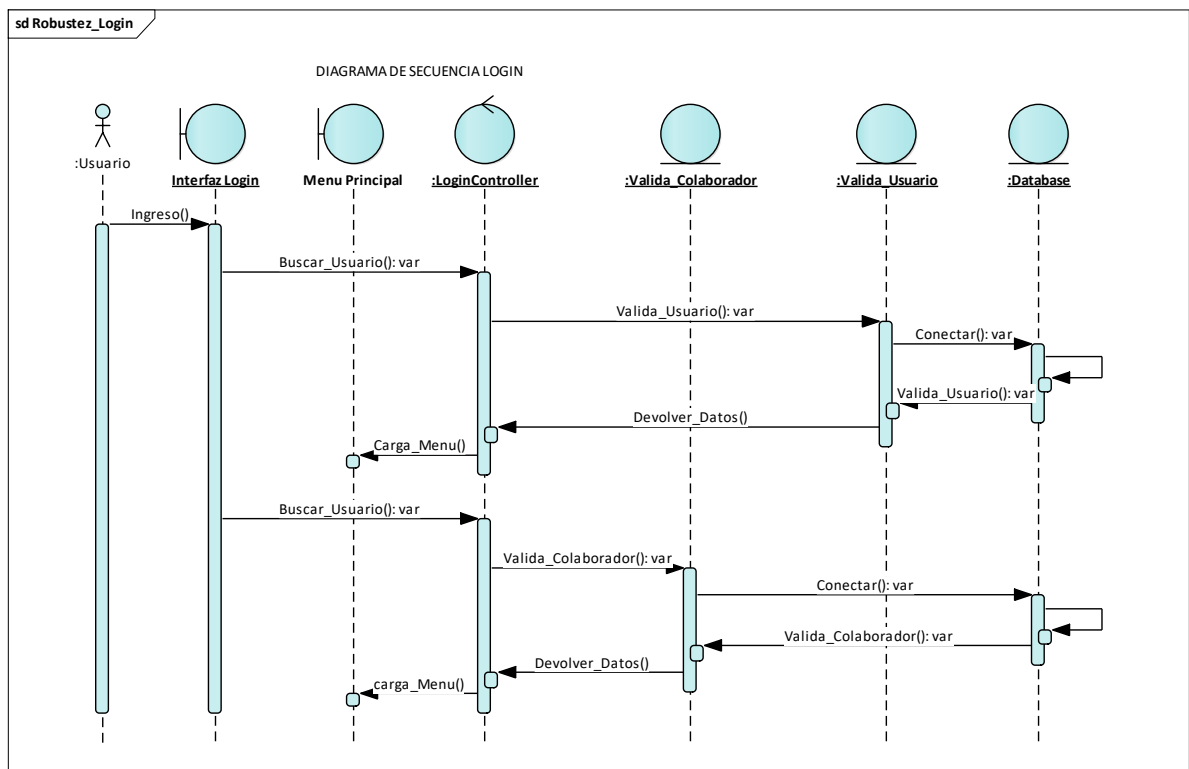 sd Robustez_Login
DIAGRAMA DE SECUENCIA LOGIN
:Usuario
Interfaz Login
Menu Principal
:LoginController
:Valida_Colaborador
:Valida_Usuario
:Database
Ingreso()
Buscar_Usuario(): var
Valida_Usuario(): var
Conectar(): var
Valida_Usuario(): var
Devolver_Datos()
Carga_Menu()
Buscar_Usuario(): var
Valida_Colaborador(): var
Conectar(): var
Valida_Colaborador(): var
Devolver_Datos()
carga_Menu()